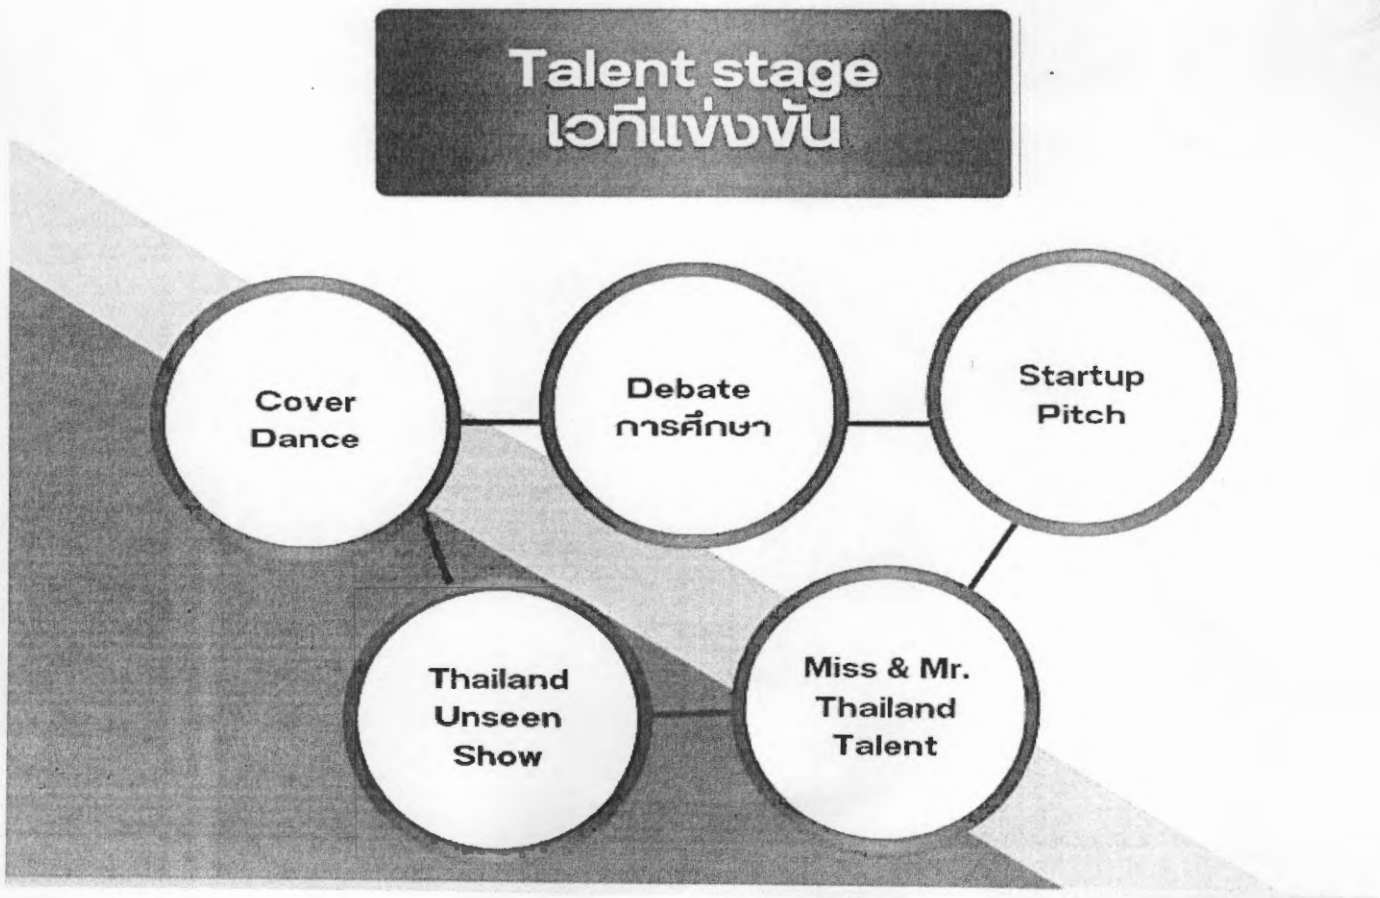 Talent stage
เวทีแข่งขัน
Cover
Dance
Debate
การศึกษา
Startup
Pitch
Thailand
Unseen
Show
Miss & Mr.
Thailand
Talent